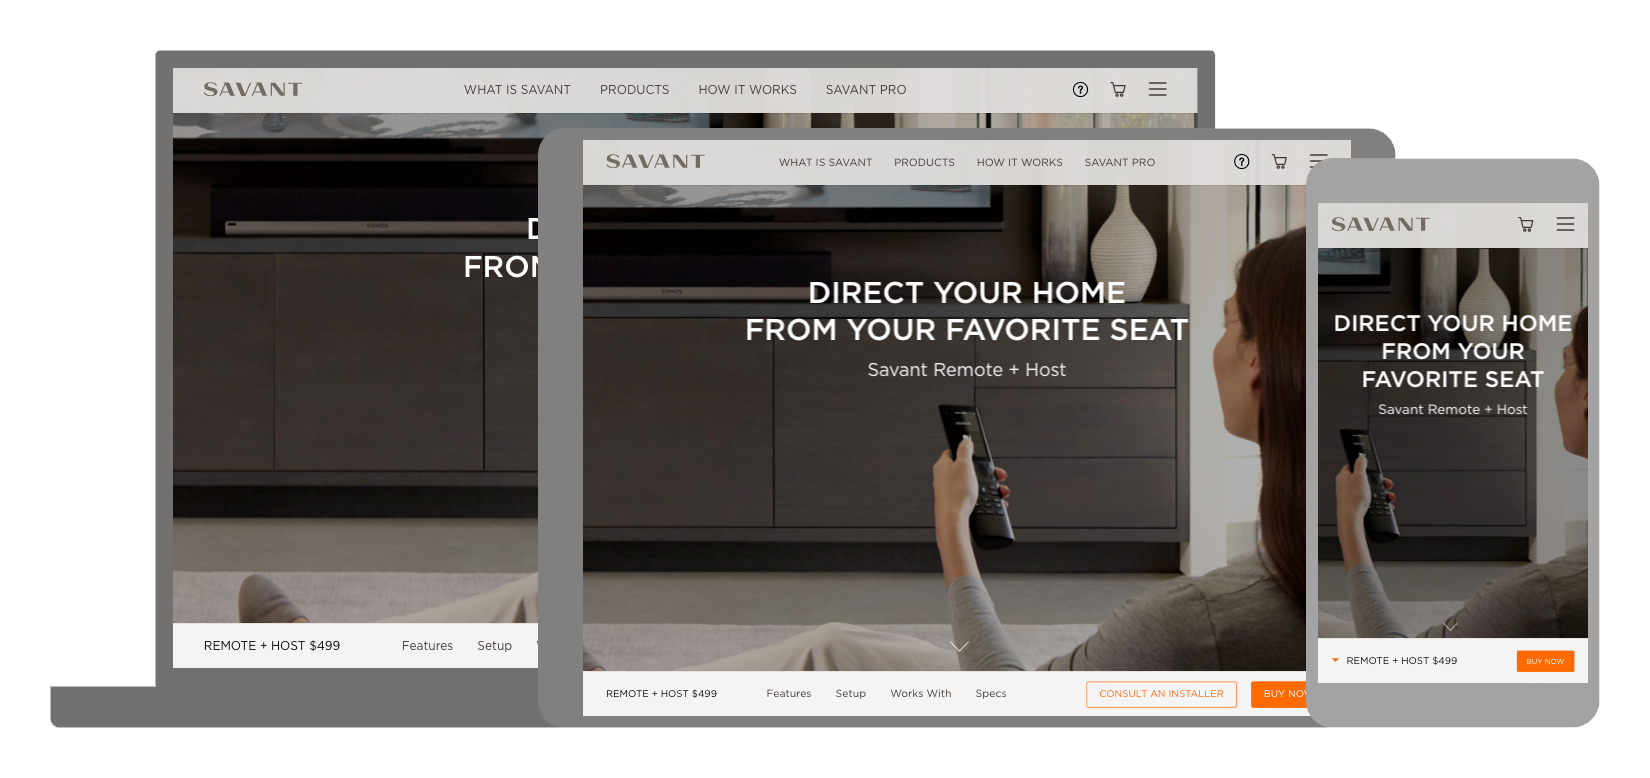 SAVANT
WHAT IS SAVANT PRODUCTS HOW IT WORKS SAVANT PRO
SONOS
FROM
REMOTE + HOST $499 Features Setup
SAVANT
WHAT IS SAVANT PRODUCTS HOW IT WORKS SAVANT PRO
SONOS
DIRECT YOUR HOME
FROM YOUR FAVORITE SEAT
Savant Remote + Host
REMOTE + HOST $499 Features Setup Works With Specs CONSULT AN INSTALLER BUY NOW
SAVANT
DIRECT YOUR HOME
FROM YOUR
FAVORITE SEAT
Savant Remote + Host
REMOTE + HOST $499 BUY NOW